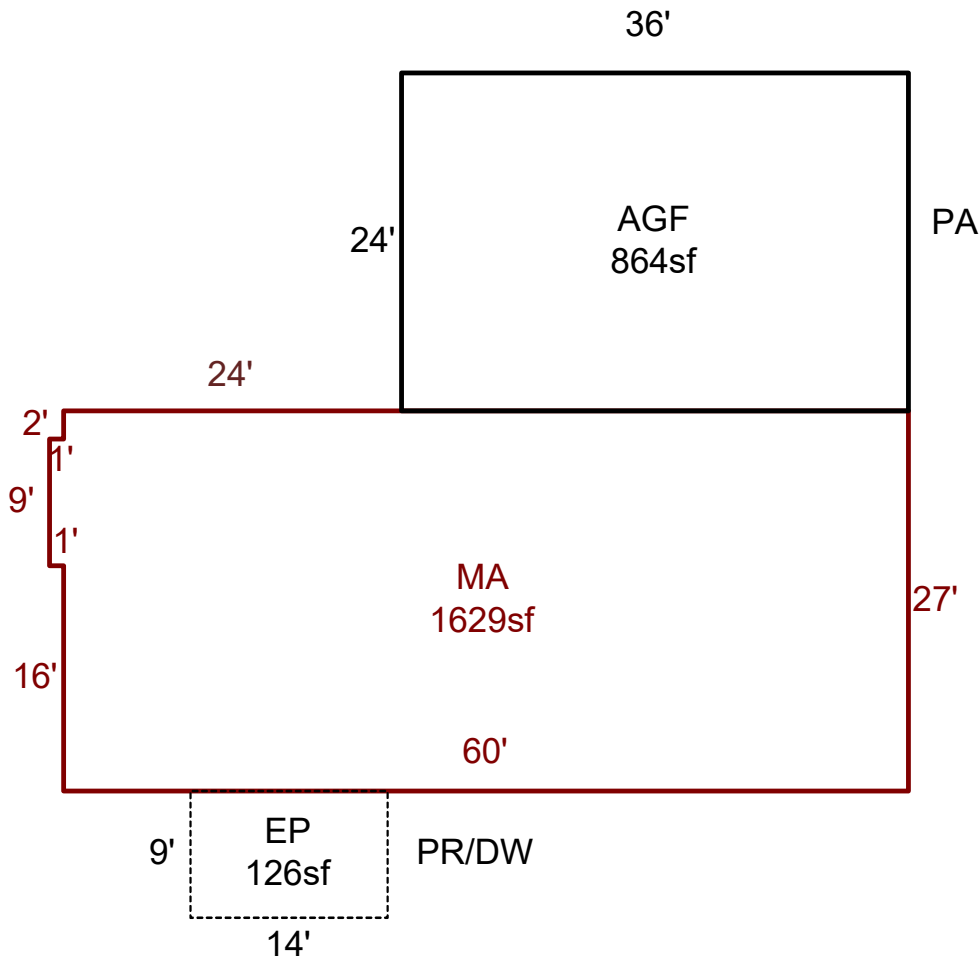 36'
AGF
864sf
PA
24'
24'
2'
1'
9'
1'
MA
1629sf
27'
16'
60'
EP
126sf
9'
PR/DW
14'